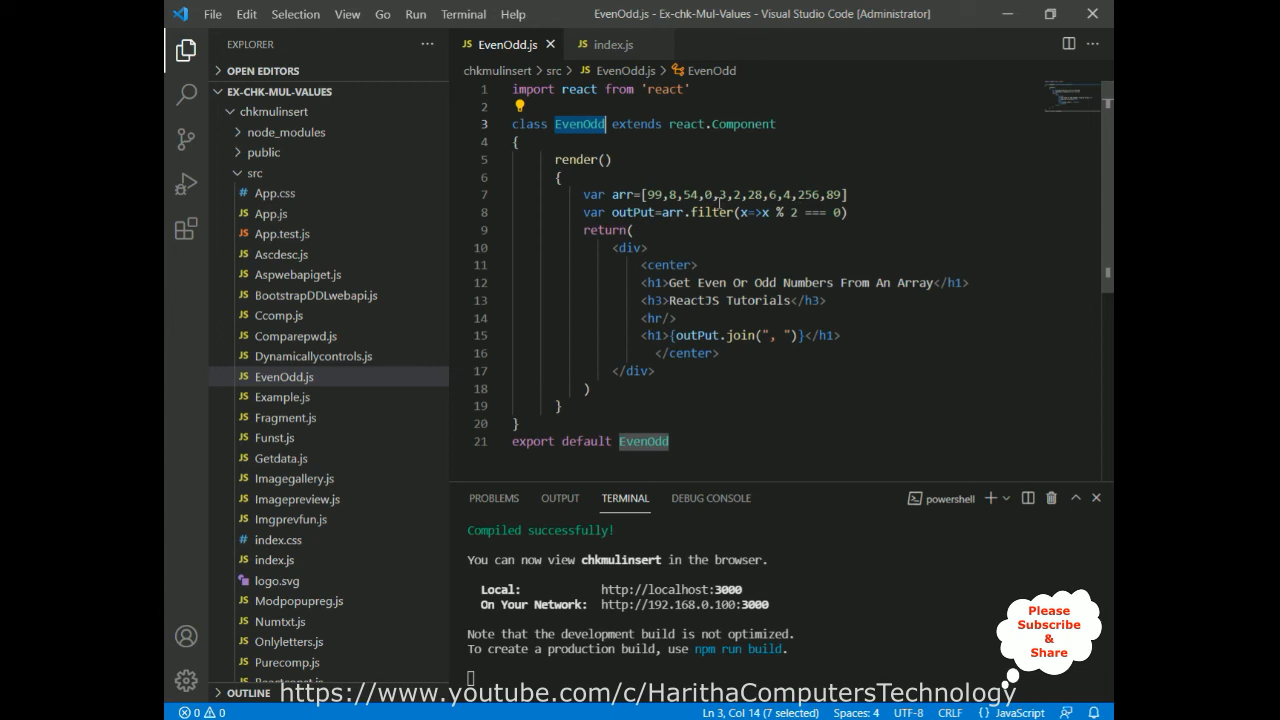 File Edit Selection View Go Run Terminal Help EvenOdd.js - Ex-chk-Mul-Values - Visual Studio Code [Administrator]
EXPLORER
OPEN EDITORS
EX-CHK-MUL-VALUES
chkmulinsert
node_modules
public
src
App.css
App.js
App.test.js
Ascdesc.js
Aspwebapiget.js
BootstrapDDLwebapi.js
Ccomp.js
Comparepwd.js
Dynamicallycontrols.js
EvenOdd.js
Example.js
Fragment.js
Funst.js
Getdata.js
Imagegallery.js
Imagepreview.js
Imgprevfun.js
index.css
index.js
logo.svg
Modpopupreg.js
Numtxt.js
Onlyletters.js
Purecomp.js
OUTLINE
JS EvenOdd.js JS index.js
chkmulinsert > src > JS EvenOdd.js > EvenOdd
1 import react from 'react'
2
3 class EvenOdd extends react.Component
4 {
5 render()
6 {
7 var arr=[99,8,54,0,3,2,28,6,4,256,89]
8 var outPut=arr.filter(x=>x % 2 === 0)
9 return(
10 <div>
11 <center>
12 <h1>Get Even Or Odd Numbers From An Array</h1>
13 <h3>ReactJS Tutorials</h3>
14 <hr/>
15 <h1>{outPut.join(", ")}</h1>
16 </center>
17 </div>
18 )
19 }
20 }
21 export default EvenOdd
PROBLEMS OUTPUT TERMINAL DEBUG CONSOLE powershell
Compiled successfully!
You can now view chkmulinsert in the browser.
Local: http://localhost:3000
On Your Network: http://192.168.0.100:3000
Note that the development build is not optimized.
To create a production build, use npm run build.
Please
Subscribe
&
Share
https://www.youtube.com/c/HarithaComputersTechnology
0 0 Ln 3, Col 14 (7 selected) Spaces: 4 UTF-8 CRLF {} JavaScript